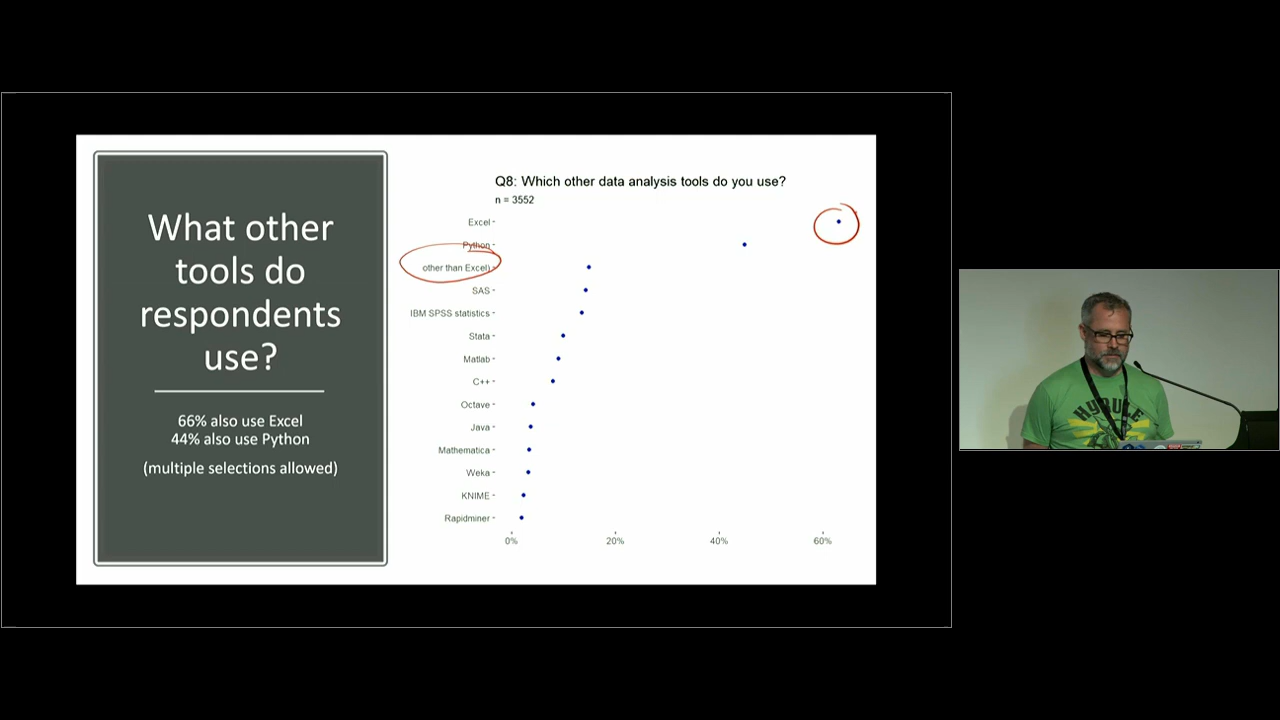 What other
tools do
respondents
use?
66% also use Excel
44% also use Python
(multiple selections allowed)
Q8: Which other data analysis tools do you use?
n = 3552
Excel
Python
other than Excel)
SAS
IBM SPSS statistics
Stata
Matlab
C++
Octave
Java
Mathematica
Weka
KNIME
Rapidminer
0% 20% 40% 60%
HYRULE